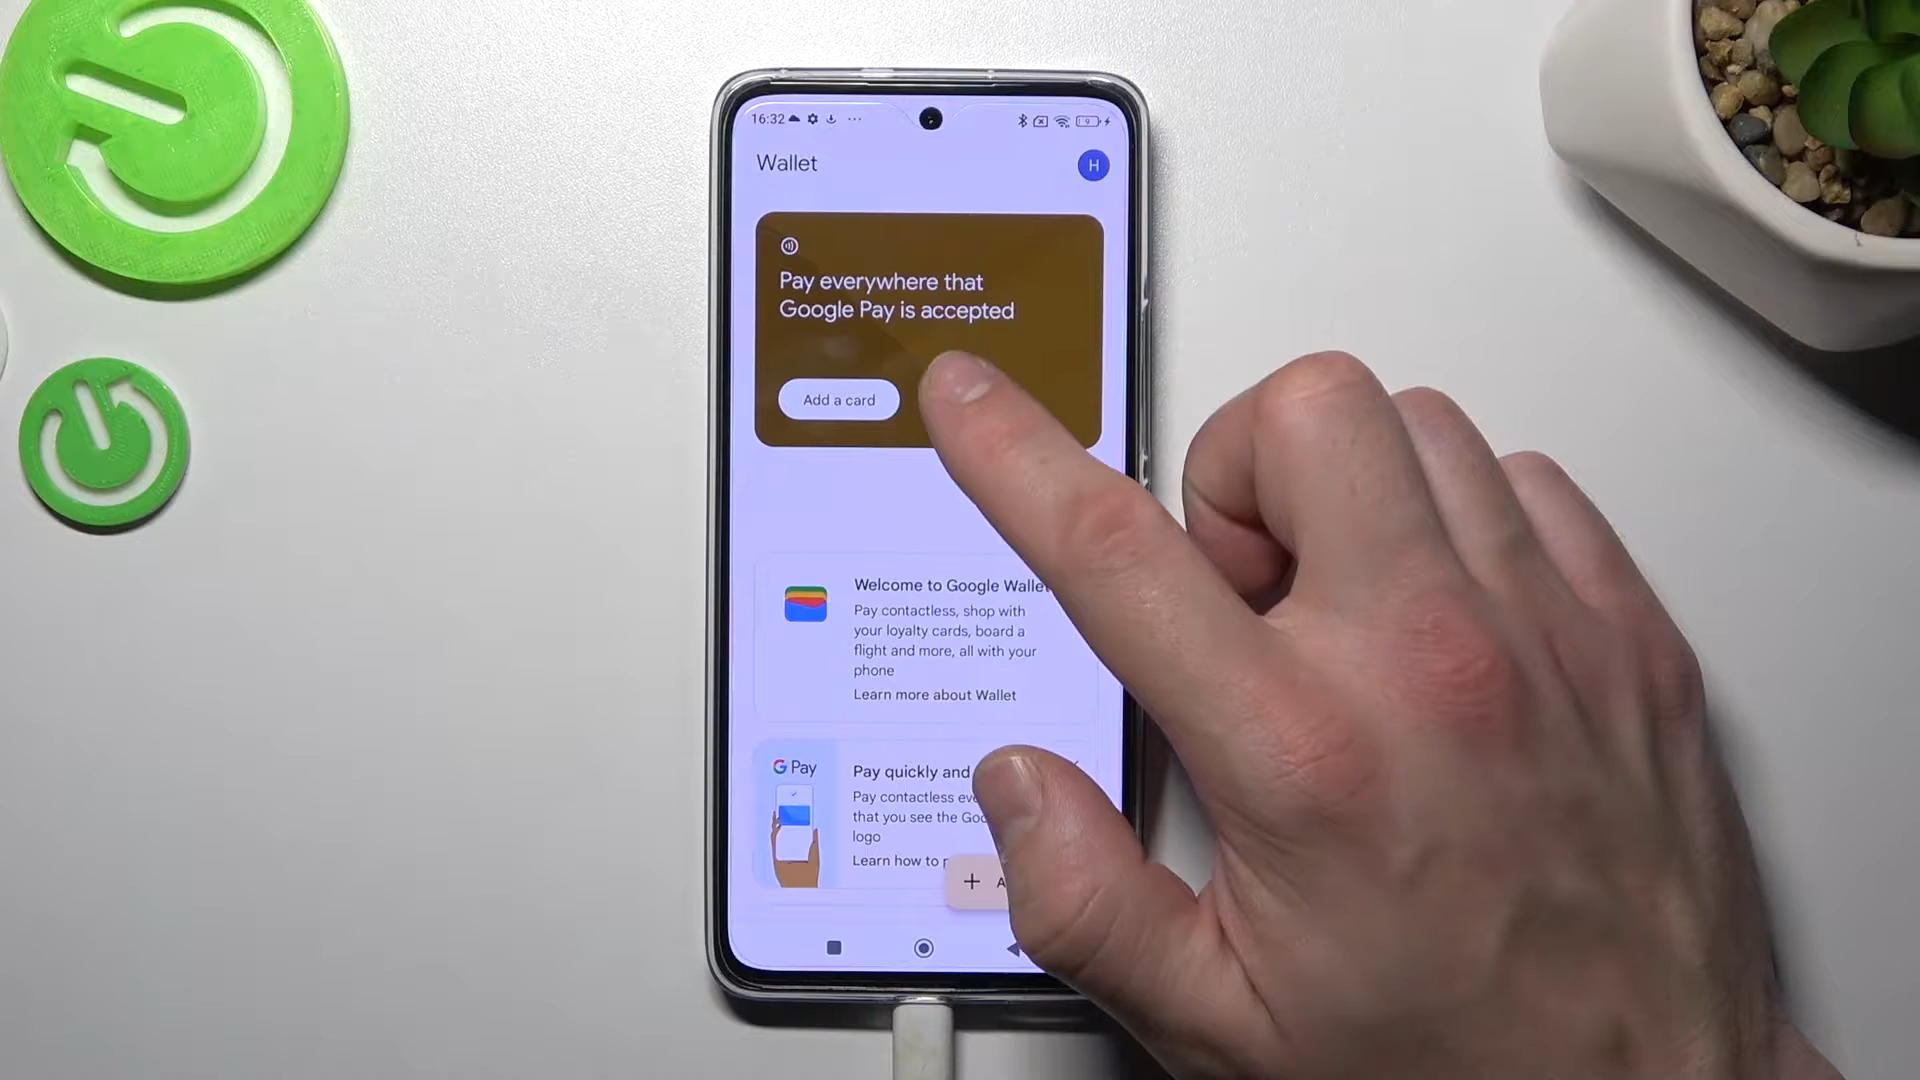 16:32
Wallet
H
Pay everywhere that
Google Pay is accepted
Add a card
Welcome to Google Wallet
Pay contactless, shop with
your loyalty cards, board a
flight and more, all with your
phone
Learn more about Wallet
G Pay
Pay quickly and
Pay contactless
that you see the
logo
Learn how to
+